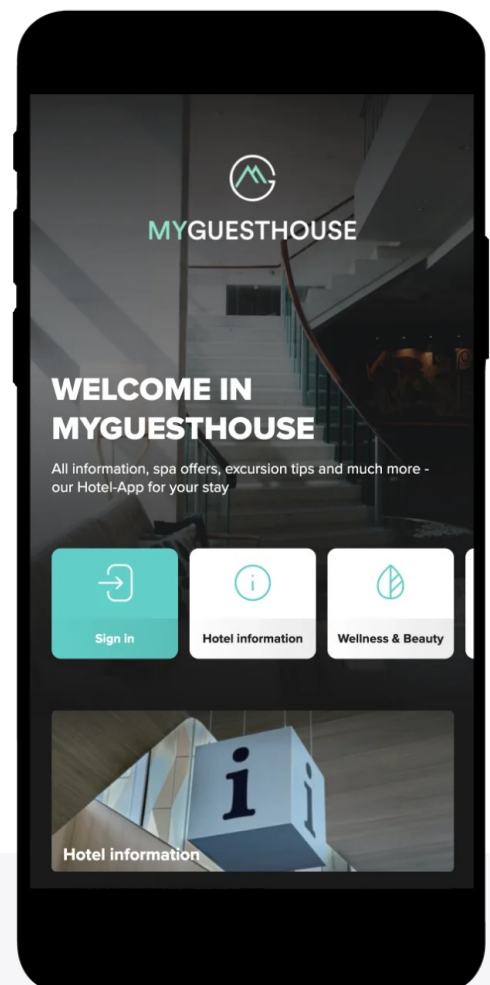 MYGUESTHOUSE
WELCOME IN
MYGUESTHOUSE
All information, spa offers, excursion tips and much more -
our Hotel-App for your stay
Sign in
Hotel information
Wellness & Beauty
i
i
Hotel information